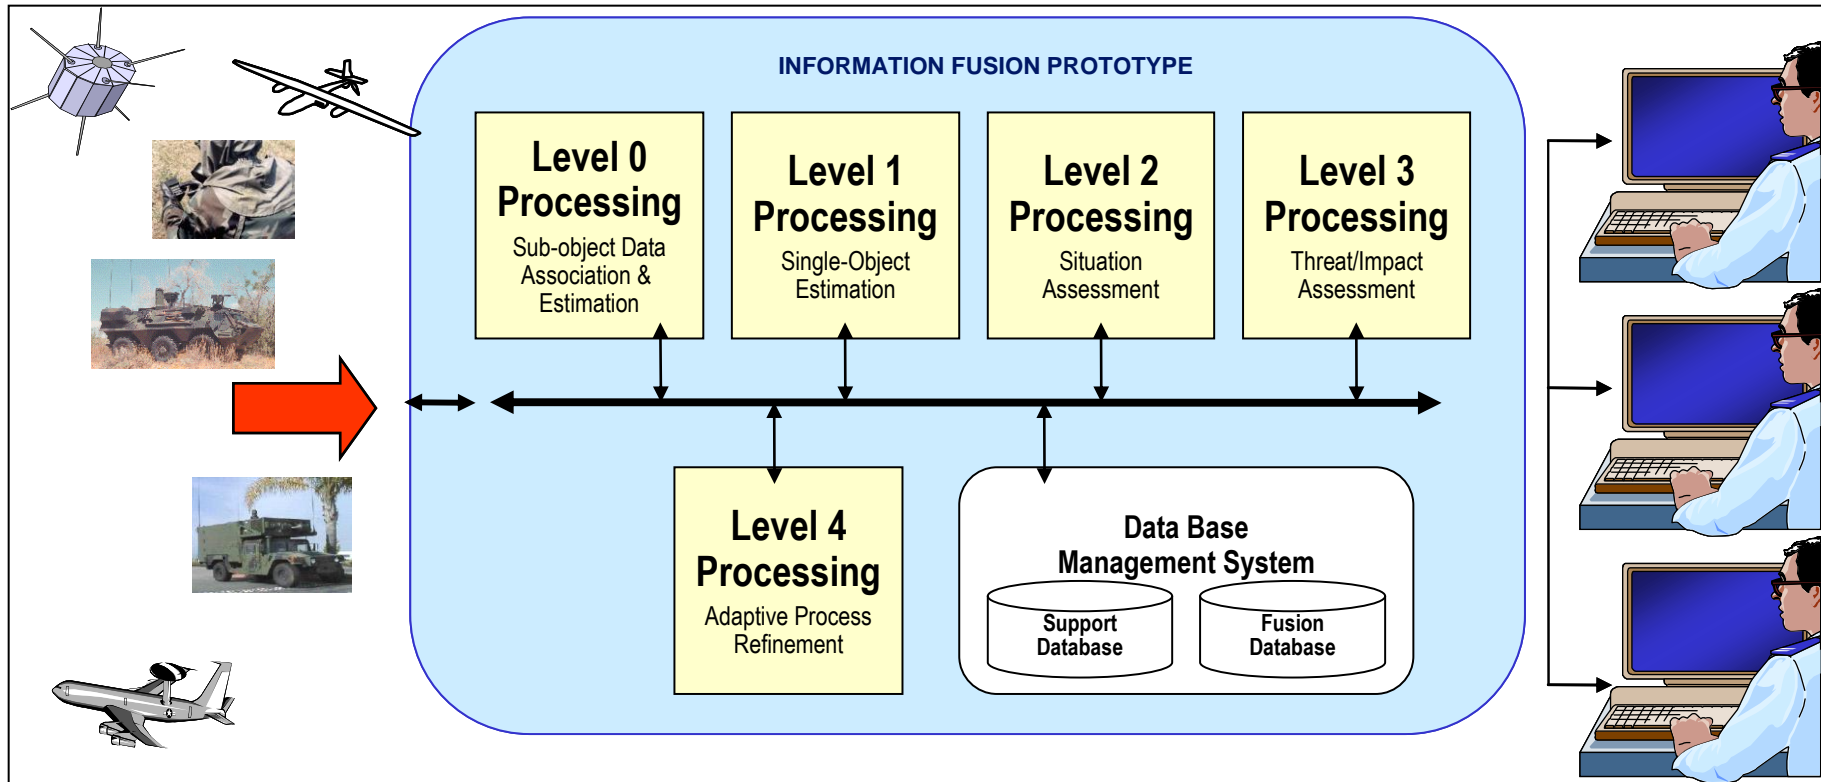 INFORMATION FUSION PROTOTYPE
Level 0
Processing
Sub-object Data
Association &
Estimation
Level 1
Processing
Single-Object
Estimation
Level 2
Processing
Situation
Assessment
Level 3
Processing
Threat/Impact
Assessment
Level 4
Processing
Adaptive Process
Refinement
Data Base
Management System
Support
Database
Fusion
Database